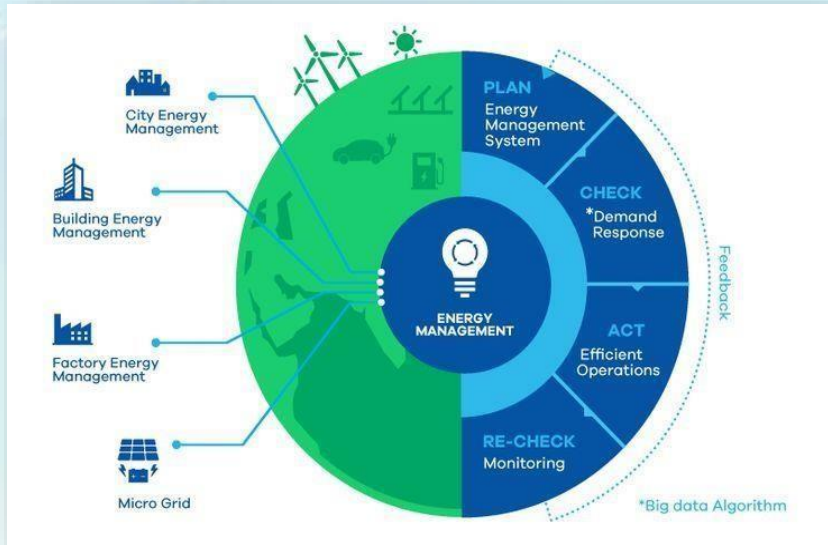 City Energy
Management
Building Energy
Management
Factory Energy
Management
Micro Grid
ENERGY
MANAGEMENT
PLAN
Energy
Management
System
CHECK
*Demand
Response
ACT
Efficient
Operations
RE-CHECK
Monitoring
Feedback
*Big data Algorithm